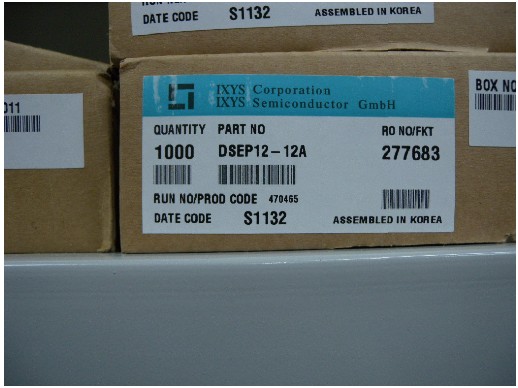 DATE CODE S1132 ASSEMBLED IN KOREA
011
BOX NO
IXYS Corporation
IXYS Semiconductor GmbH
QUANTITY PART NO RO NO/FKT
1000 DSEP12-12A 277683
RUN NO/PROD CODE 470465
DATE CODE S1132 ASSEMBLED IN KOREA